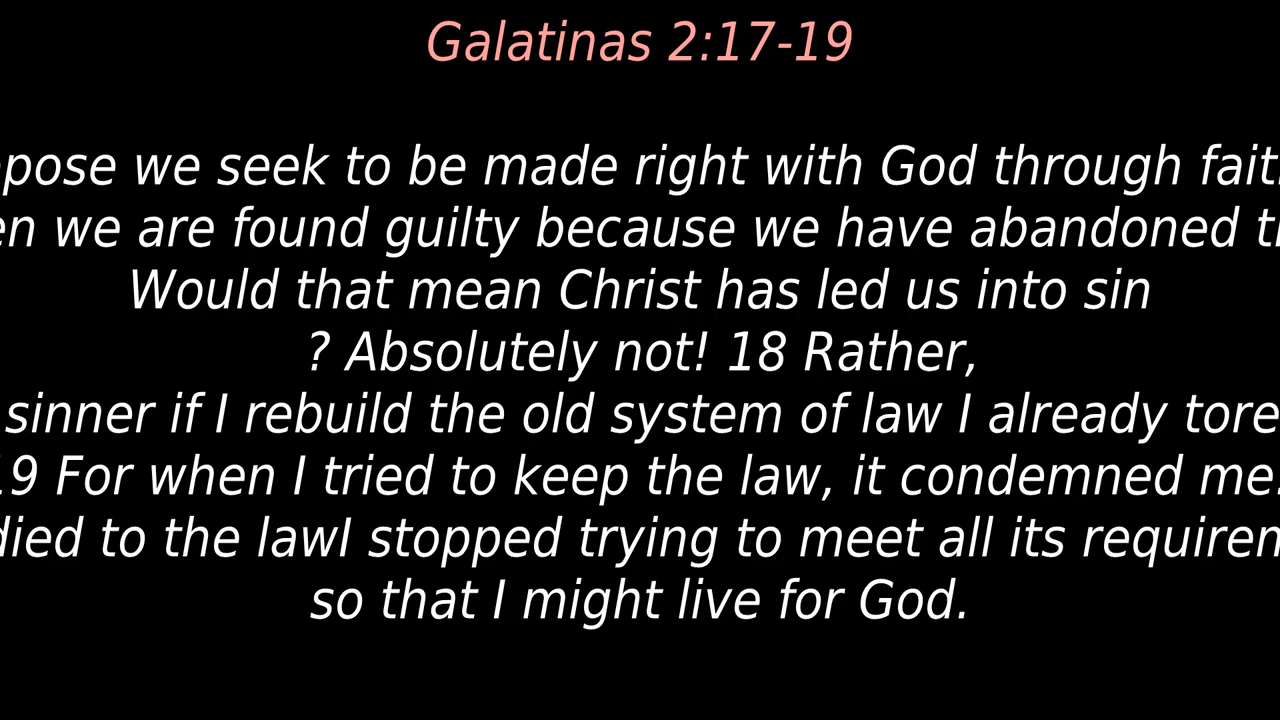 Galatinas 2:17-19
pose we seek to be made right with God through fait
en we are found guilty because we have abandoned
Would that mean Christ has led us into sin
? Absolutely not! 18 Rather,
sinner if I rebuild the old system of law I already tore
19 For when I tried to keep the law, it condemned me.
died to the lawI stopped trying to meet all its require
so that I might live for God.